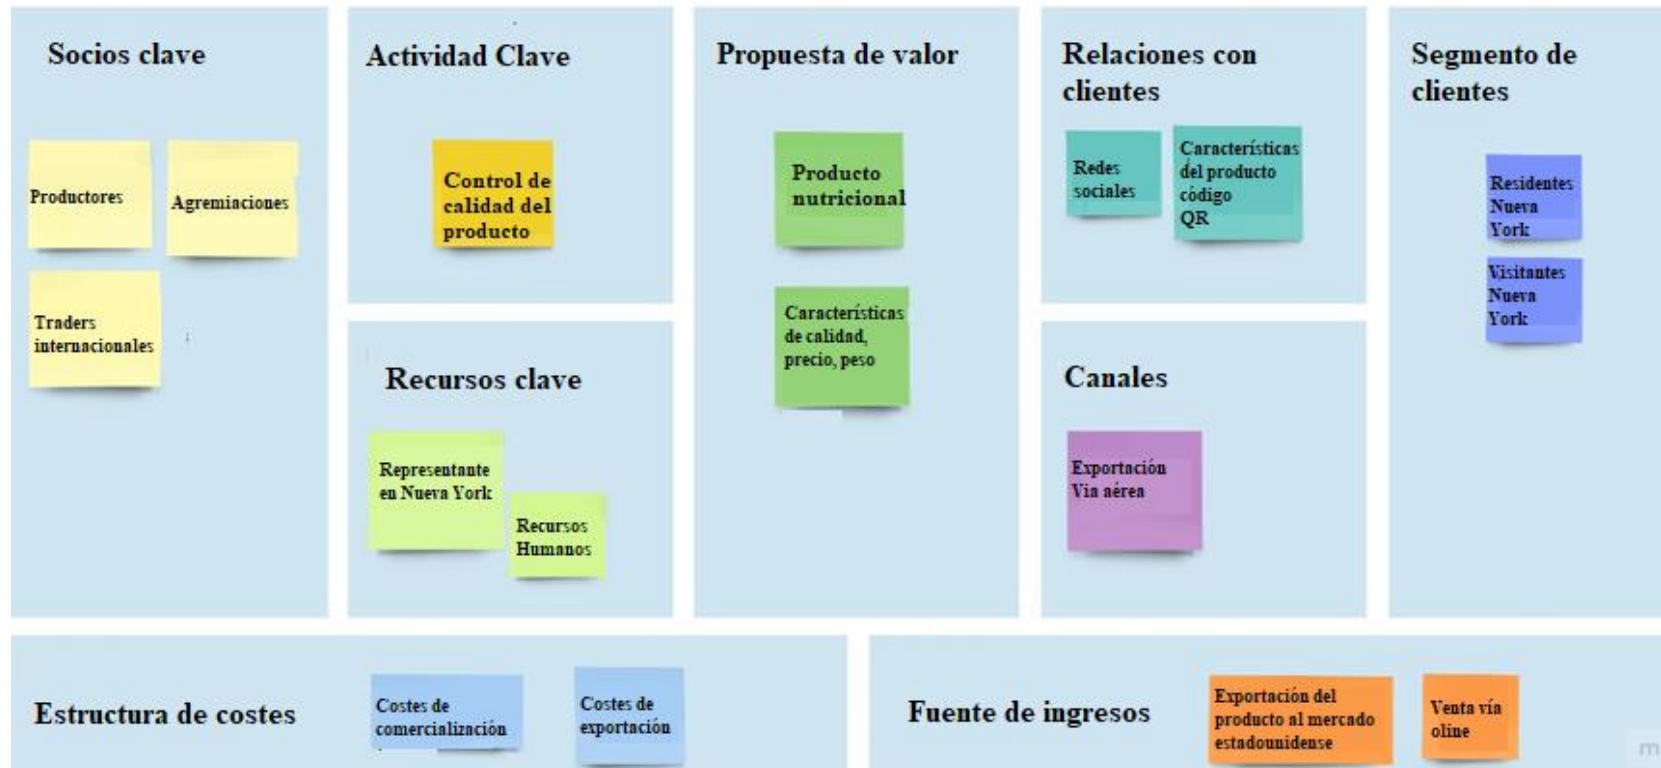 Socios clave
Productores
Agremiaciones
Traders
internacionales
Actividad Clave
Control de
calidad del
producto
Recursos clave
Representante
en Nueva York
Recursos
Humanos
Propuesta de valor
Producto
nutricional
Características
de calidad,
precio, peso
Relaciones con
clientes
Redes
sociales
Características
del producto
código
QR
Canales
Exportación
Via aérea
Segmento de
clientes
Residentes
Nueva
York
Visitantes
Nueva
York
Estructura de costes
Costes de
comercialización
Costes de
exportación
Fuente de ingresos
Exportación del
producto al mercado
estadounidense
Venta vía
oline
m